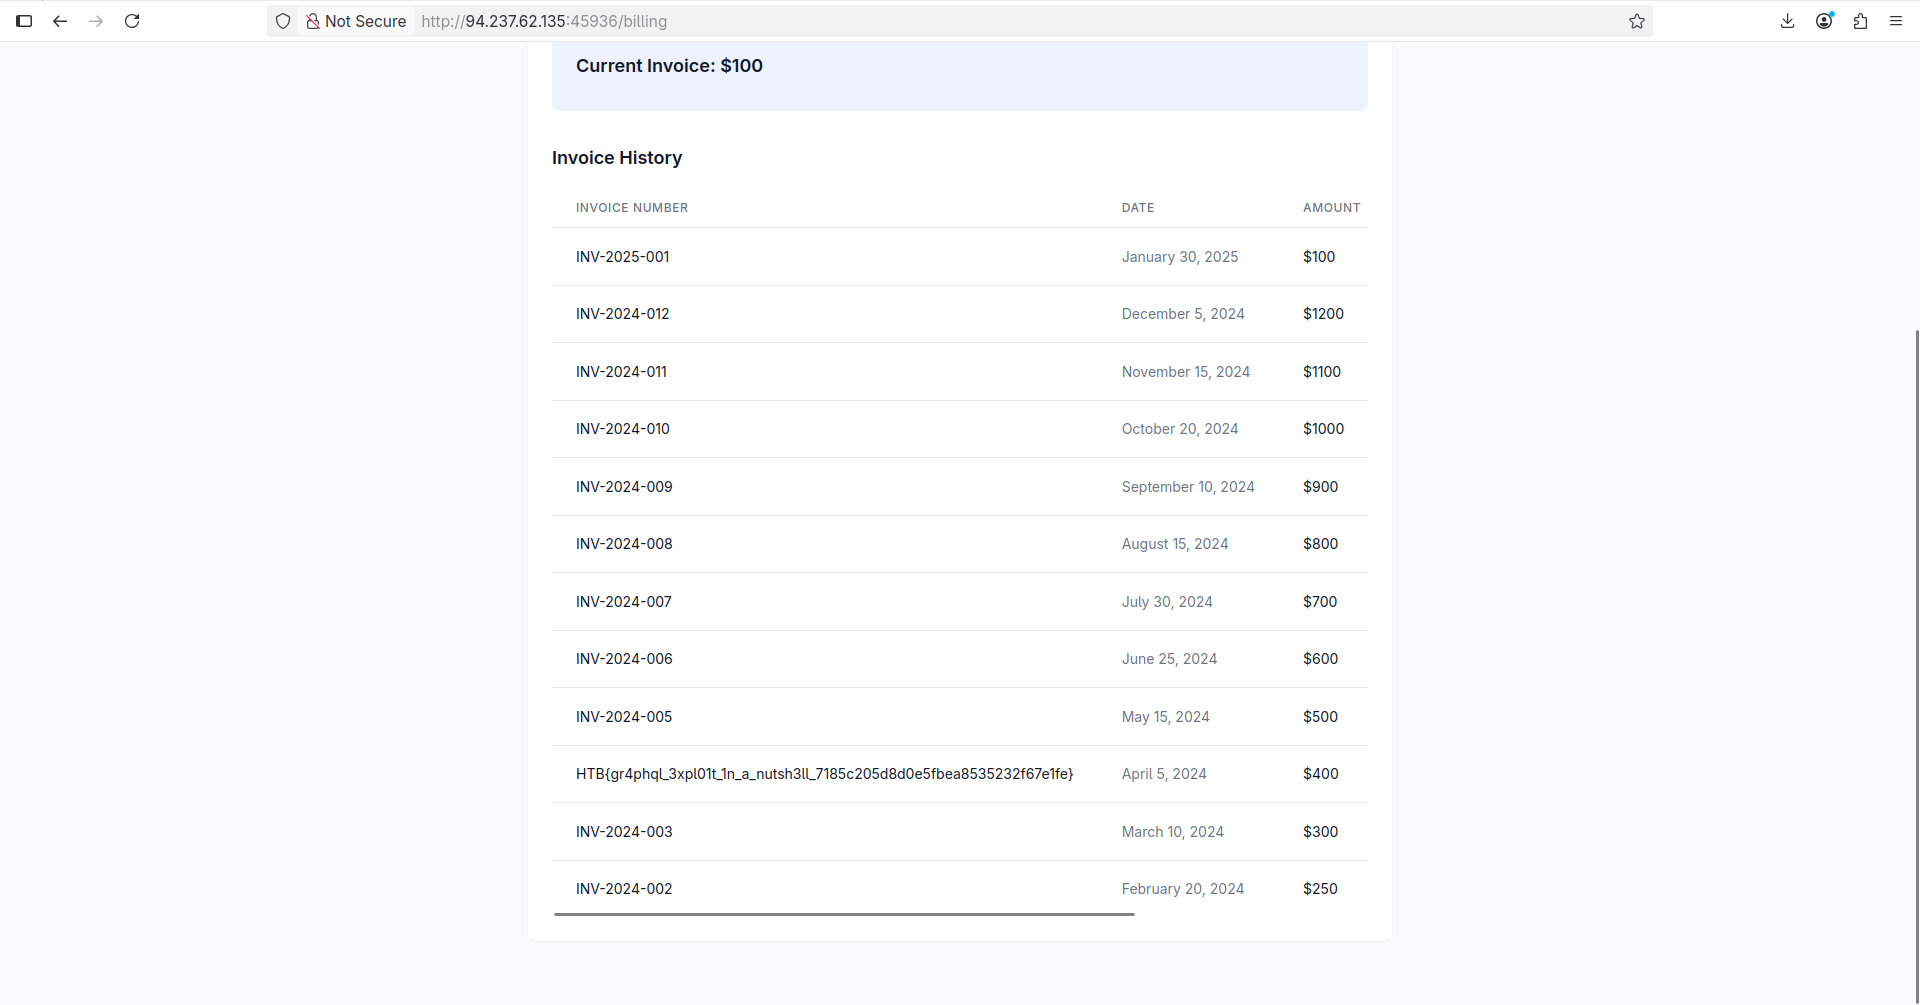 Not Secure http://94.237.62.135:45936/billing
Current Invoice: $100
Invoice History
INVOICE NUMBER DATE AMOUNT
INV-2025-001 January 30, 2025 $100
INV-2024-012 December 5, 2024 $1200
INV-2024-011 November 15, 2024 $1100
INV-2024-010 October 20, 2024 $1000
INV-2024-009 September 10, 2024 $900
INV-2024-008 August 15, 2024 $800
INV-2024-007 July 30, 2024 $700
INV-2024-006 June 25, 2024 $600
INV-2024-005 May 15, 2024 $500
HTB{gr4phql_3xpl01t_1n_a_nutsh3ll_7185c205d8d0e5fbea8535232f67e1fe} April 5, 2024 $400
INV-2024-003 March 10, 2024 $300
INV-2024-002 February 20, 2024 $250